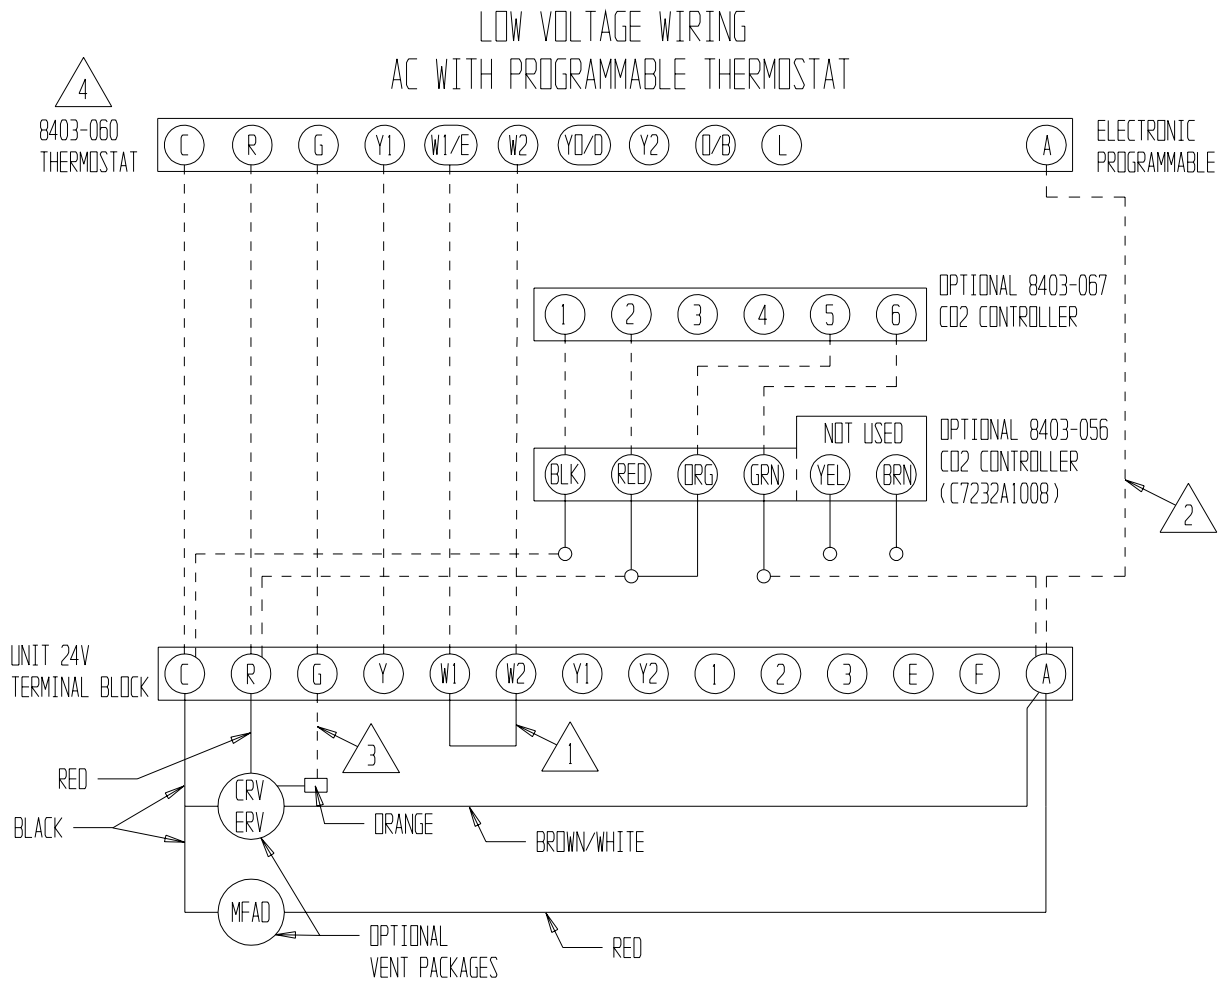 LOW VOLTAGE WIRING
AC WITH PROGRAMMABLE THERMOSTAT
4
8403-060
THERMOSTAT
C R G Y1 W1/E W2 YO/D Y2 O/B L A
ELECTRONIC
PROGRAMMABLE
1 2 3 4 5 6
OPTIONAL 8403-067
CO2 CONTROLLER
NOT USED
BLK RED ORG GRN YEL BRN
OPTIONAL 8403-056
CO2 CONTROLLER
(C7232A1008)
2
UNIT 24V
TERMINAL BLOCK
C R G Y W1 W2 Y1 Y2 1 2 3 E F A
3
1
RED
CRV
ERV
BLACK
ORANGE
BROWN/WHITE
MFAD
OPTIONAL
VENT PACKAGES
RED